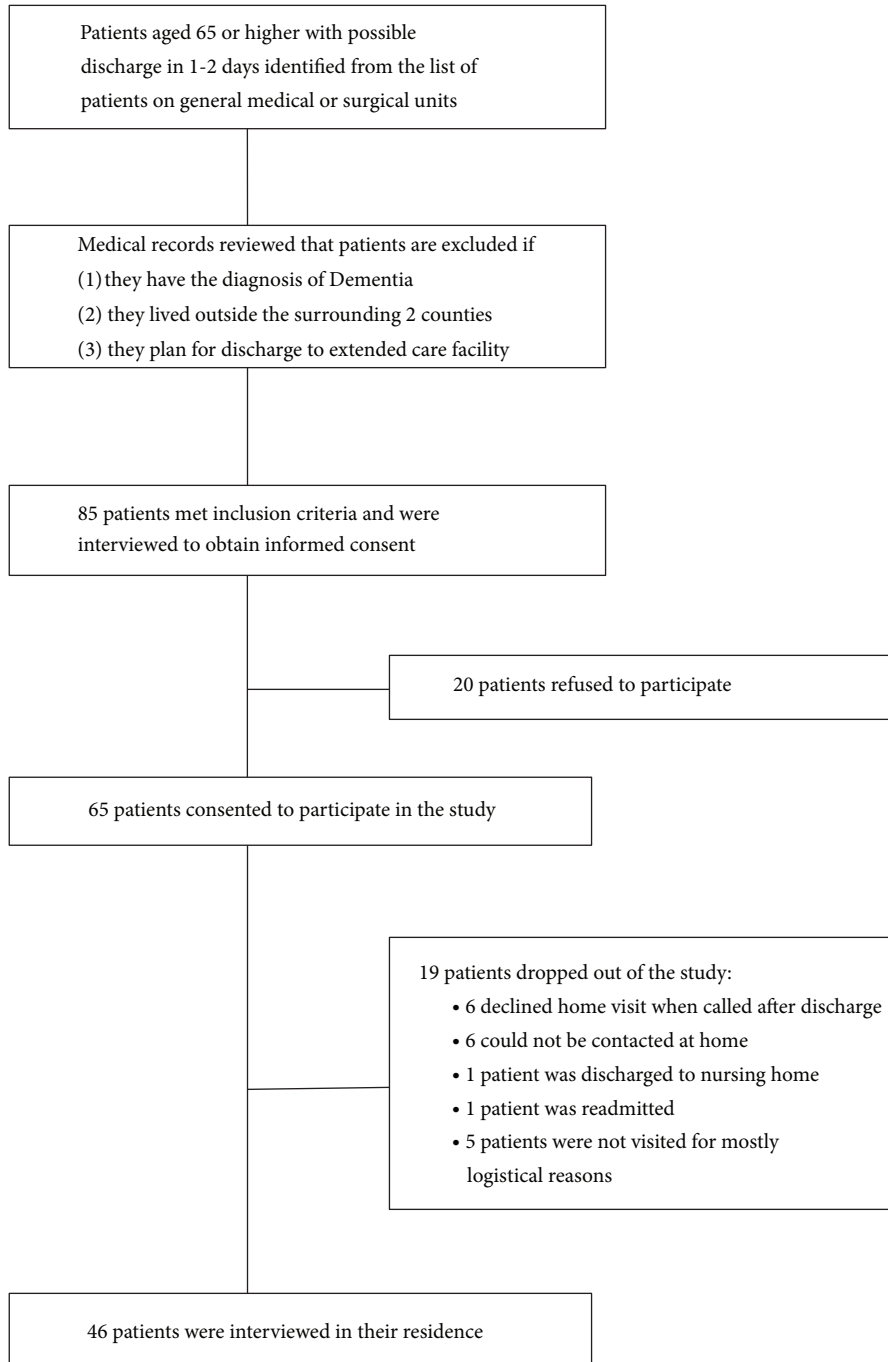 Patients aged 65 or higher with possible
discharge in 1-2 days identified from the list of
patients on general medical or surgical units
Medical records reviewed that patients are excluded if
(1) they have the diagnosis of Dementia
(2) they lived outside the surrounding 2 counties
(3) they plan for discharge to extended care facility
85 patients met inclusion criteria and were
interviewed to obtain informed consent
20 patients refused to participate
65 patients consented to participate in the study
19 patients dropped out of the study:
• 6 declined home visit when called after discharge
• 6 could not be contacted at home
• 1 patient was discharged to nursing home
• 1 patient was readmitted
• 5 patients were not visited for mostly
logistical reasons
46 patients were interviewed in their residence